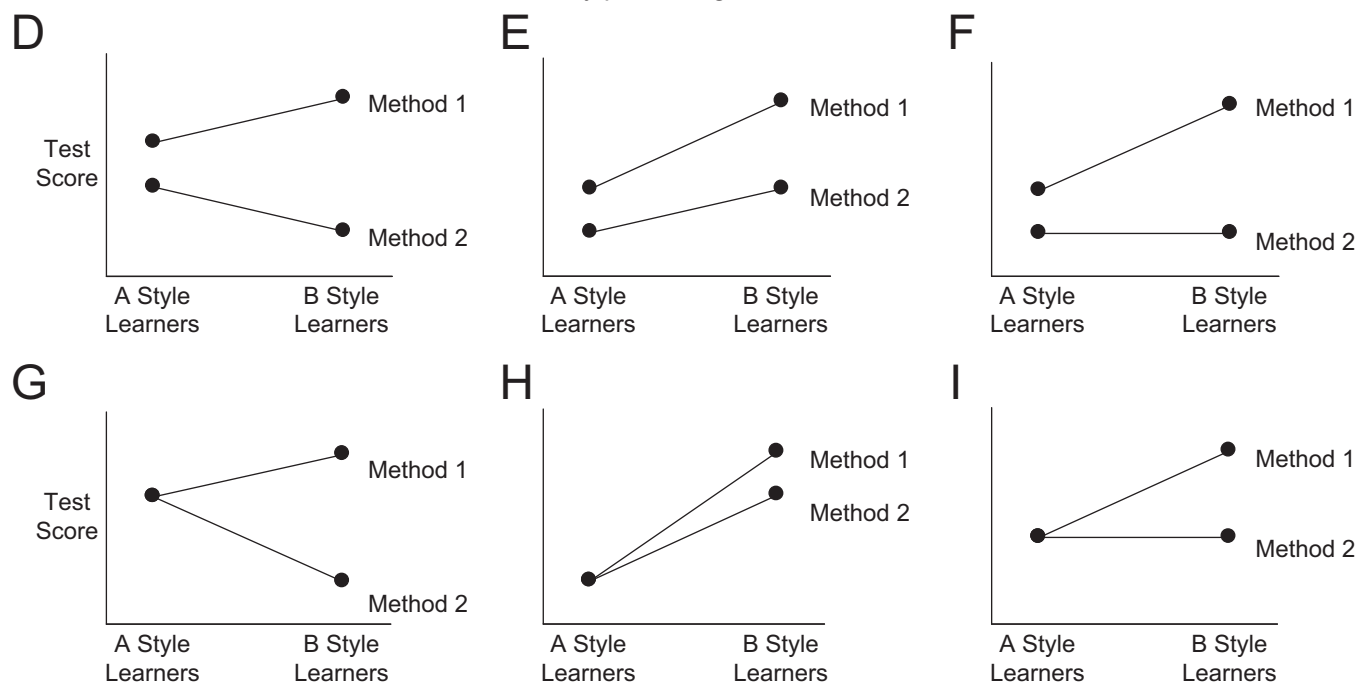 D
E
F
Method 1
Method 1
Method 1
Test
Score
Method 2
Method 2
Method 2
A Style
Learners
B Style
Learners
A Style
Learners
B Style
Learners
A Style
Learners
B Style
Learners
G
H
I
Method 1
Method 1
Method 1
Test
Score
Method 2
Method 2
Method 2
A Style
Learners
B Style
Learners
A Style
Learners
B Style
Learners
A Style
Learners
B Style
Learners